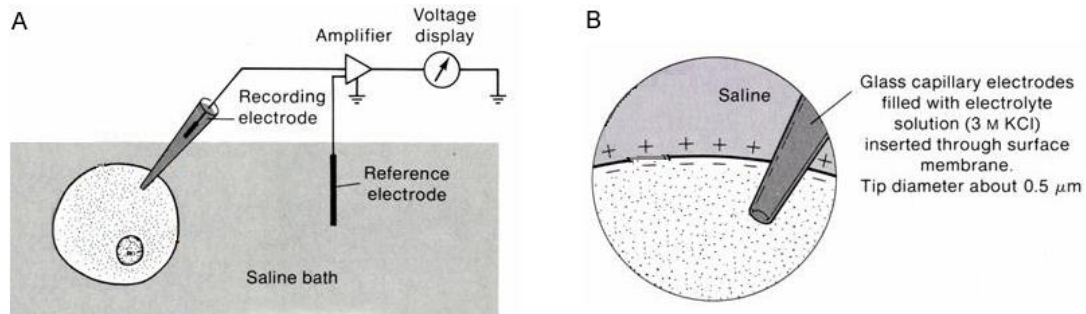 A
Amplifier
Voltage
display
Recording
electrode
Reference
electrode
Saline bath
B
Saline
Glass capillary electrodes
filled with electrolyte
solution (3 M KCl)
inserted through surface
membrane.
Tip diameter about 0.5 μm